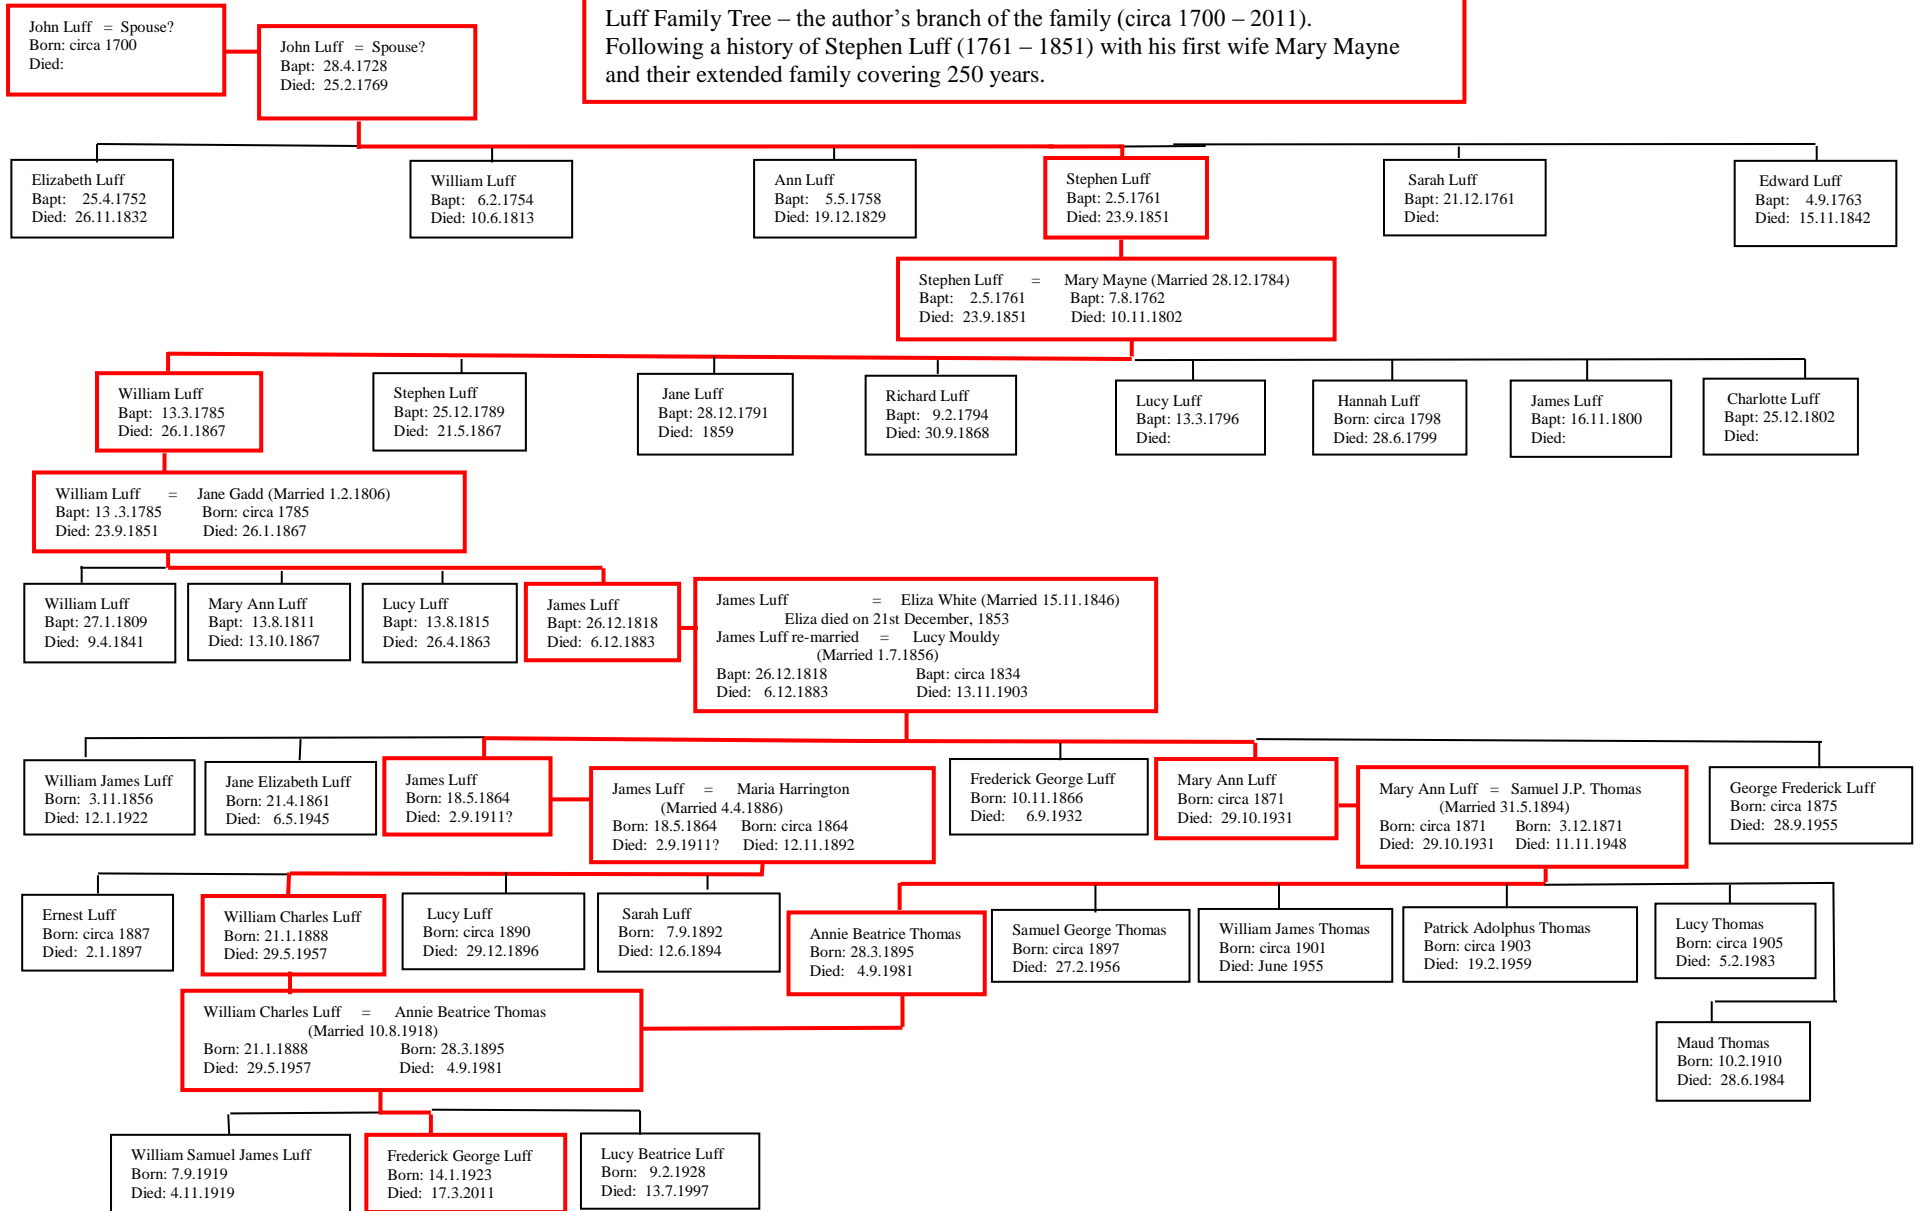 John Luff = Spouse?
Born: circa 1700
Died:
John Luff = Spouse?
Bapt: 28.4.1728
Died: 25.2.1769
Luff Family Tree – the author's branch of the family (circa 1700 – 2011).
Following a history of Stephen Luff (1761 – 1851) with his first wife Mary Mayne
and their extended family covering 250 years.
Elizabeth Luff
Bapt: 25.4.1752
Died: 26.11.1832
William Luff
Bapt: 6.2.1754
Died: 10.6.1813
Ann Luff
Bapt: 5.5.1758
Died: 19.12.1829
Stephen Luff
Bapt: 2.5.1761
Died: 23.9.1851
Sarah Luff
Bapt: 21.12.1761
Died:
Edward Luff
Bapt: 4.9.1763
Died: 15.11.1842
Stephen Luff = Mary Mayne (Married 28.12.1784)
Bapt: 2.5.1761 Bapt: 7.8.1762
Died: 23.9.1851 Died: 10.11.1802
William Luff
Bapt: 13.3.1785
Died: 26.1.1867
Stephen Luff
Bapt: 25.12.1789
Died: 21.5.1867
Jane Luff
Bapt: 28.12.1791
Died: 1859
Richard Luff
Bapt: 9.2.1794
Died: 30.9.1868
Lucy Luff
Bapt: 13.3.1796
Died:
Hannah Luff
Born: circa 1798
Died: 28.6.1799
James Luff
Bapt: 16.11.1800
Died:
Charlotte Luff
Bapt: 25.12.1802
Died:
William Luff = Jane Gadd (Married 1.2.1806)
Bapt: 13 .3.1785 Born: circa 1785
Died: 23.9.1851 Died: 26.1.1867
William Luff
Bapt: 27.1.1809
Died: 9.4.1841
Mary Ann Luff
Bapt: 13.8.1811
Died: 13.10.1867
Lucy Luff
Bapt: 13.8.1815
Died: 26.4.1863
James Luff
Bapt: 26.12.1818
Died: 6.12.1883
James Luff = Eliza White (Married 15.11.1846)
Eliza died on 21st December, 1853
James Luff re-married = Lucy Mouldy
(Married 1.7.1856)
Bapt: 26.12.1818 Bapt: circa 1834
Died: 6.12.1883 Died: 13.11.1903
William James Luff
Born: 3.11.1856
Died: 12.1.1922
Jane Elizabeth Luff
Born: 21.4.1861
Died: 6.5.1945
James Luff
Born: 18.5.1864
Died: 2.9.1911?
James Luff = Maria Harrington
(Married 4.4.1886)
Born: 18.5.1864 Born: circa 1864
Died: 2.9.1911? Died: 12.11.1892
Frederick George Luff
Born: 10.11.1866
Died: 6.9.1932
Mary Ann Luff
Born: circa 1871
Died: 29.10.1931
Mary Ann Luff = Samuel J.P. Thomas
(Married 31.5.1894)
Born: circa 1871 Born: 3.12.1871
Died: 29.10.1931 Died: 11.11.1948
George Frederick Luff
Born: circa 1875
Died: 28.9.1955
Ernest Luff
Born: circa 1887
Died: 2.1.1897
William Charles Luff
Born: 21.1.1888
Died: 29.5.1957
Lucy Luff
Born: circa 1890
Died: 29.12.1896
Sarah Luff
Born: 7.9.1892
Died: 12.6.1894
Annie Beatrice Thomas
Born: 28.3.1895
Died: 4.9.1981
Samuel George Thomas
Born: circa 1897
Died: 27.2.1956
William James Thomas
Born: circa 1901
Died: June 1955
Patrick Adolphus Thomas
Born: circa 1903
Died: 19.2.1959
Lucy Thomas
Born: circa 1905
Died: 5.2.1983
William Charles Luff = Annie Beatrice Thomas
(Married 10.8.1918)
Born: 21.1.1888 Born: 28.3.1895
Died: 29.5.1957 Died: 4.9.1981
Maud Thomas
Born: 10.2.1910
Died: 28.6.1984
William Samuel James Luff
Born: 7.9.1919
Died: 4.11.1919
Frederick George Luff
Born: 14.1.1923
Died: 17.3.2011
Lucy Beatrice Luff
Born: 9.2.1928
Died: 13.7.1997